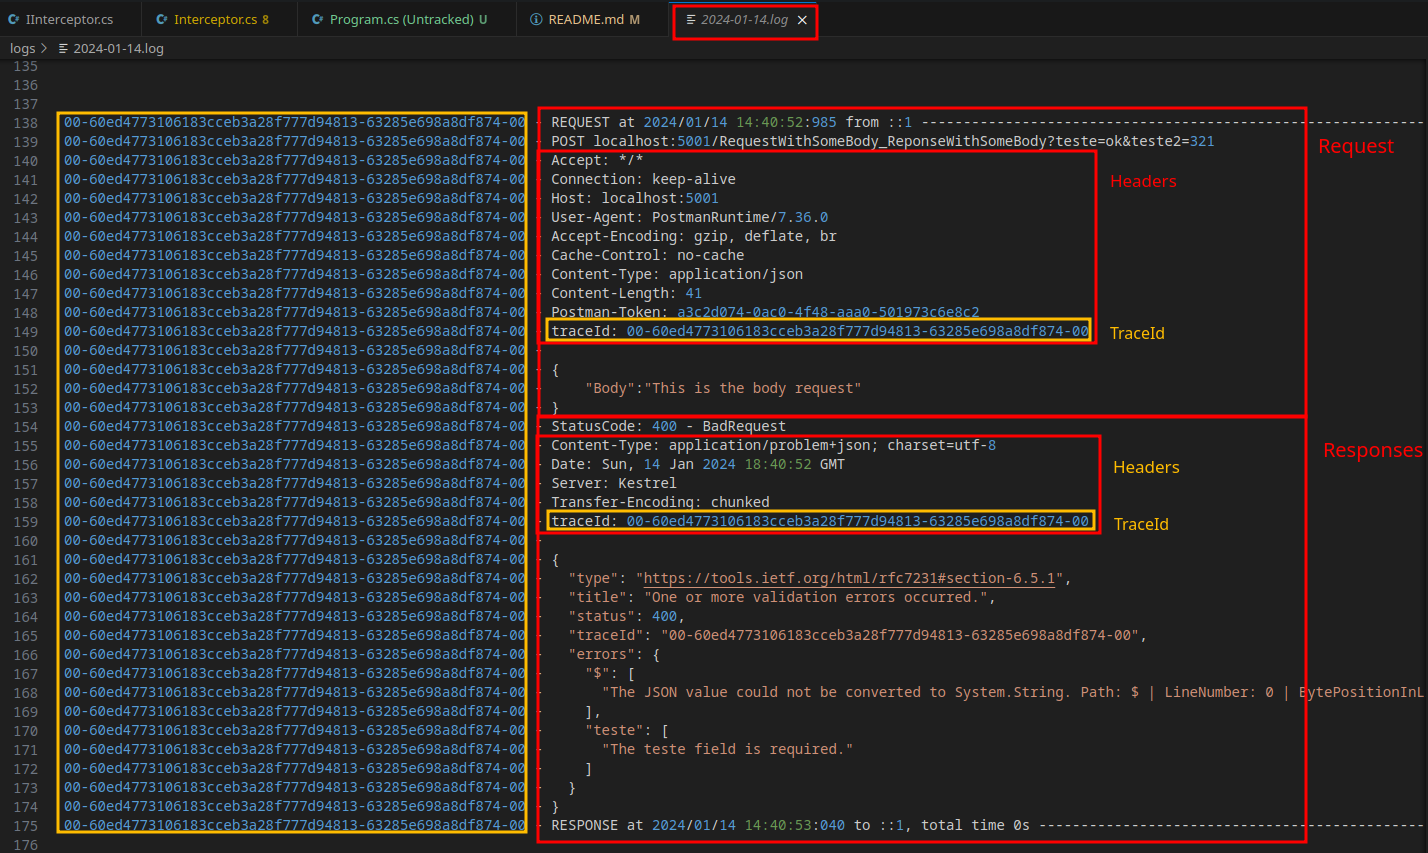 IInterceptor.cs Interceptor.cs 8 Program.cs (Untracked) U README.md M 2024-01-14.log
logs > 2024-01-14.log
135
136
137
138 00-60ed4773106183cceb3a28f777d94813-63285e698a8df874-00 - REQUEST at 2024/01/14 14:40:52:985 from ::1 ------------------------------------------------------------
139 00-60ed4773106183cceb3a28f777d94813-63285e698a8df874-00 - POST localhost:5001/RequestWithSomeBody_ReponseWithSomeBody?teste=ok&teste2=321 Request
140 00-60ed4773106183cceb3a28f777d94813-63285e698a8df874-00 - Accept: */*
141 00-60ed4773106183cceb3a28f777d94813-63285e698a8df874-00 - Connection: keep-alive Headers
142 00-60ed4773106183cceb3a28f777d94813-63285e698a8df874-00 - Host: localhost:5001
143 00-60ed4773106183cceb3a28f777d94813-63285e698a8df874-00 - User-Agent: PostmanRuntime/7.36.0
144 00-60ed4773106183cceb3a28f777d94813-63285e698a8df874-00 - Accept-Encoding: gzip, deflate, br
145 00-60ed4773106183cceb3a28f777d94813-63285e698a8df874-00 - Cache-Control: no-cache
146 00-60ed4773106183cceb3a28f777d94813-63285e698a8df874-00 - Content-Type: application/json
147 00-60ed4773106183cceb3a28f777d94813-63285e698a8df874-00 - Content-Length: 41
148 00-60ed4773106183cceb3a28f777d94813-63285e698a8df874-00 - Postman-Token: a3c2d074-0ac0-4f48-aaa0-501973c6e8c2
149 00-60ed4773106183cceb3a28f777d94813-63285e698a8df874-00 - traceId: 00-60ed4773106183cceb3a28f777d94813-63285e698a8df874-00 TraceId
150 00-60ed4773106183cceb3a28f777d94813-63285e698a8df874-00 -
151 00-60ed4773106183cceb3a28f777d94813-63285e698a8df874-00 - {
152 00-60ed4773106183cceb3a28f777d94813-63285e698a8df874-00 - "Body":"This is the body request"
153 00-60ed4773106183cceb3a28f777d94813-63285e698a8df874-00 - }
154 00-60ed4773106183cceb3a28f777d94813-63285e698a8df874-00 - StatusCode: 400 - BadRequest
155 00-60ed4773106183cceb3a28f777d94813-63285e698a8df874-00 - Content-Type: application/problem+json; charset=utf-8 Responses
156 00-60ed4773106183cceb3a28f777d94813-63285e698a8df874-00 - Date: Sun, 14 Jan 2024 18:40:52 GMT Headers
157 00-60ed4773106183cceb3a28f777d94813-63285e698a8df874-00 - Server: Kestrel
158 00-60ed4773106183cceb3a28f777d94813-63285e698a8df874-00 - Transfer-Encoding: chunked
159 00-60ed4773106183cceb3a28f777d94813-63285e698a8df874-00 - traceId: 00-60ed4773106183cceb3a28f777d94813-63285e698a8df874-00 TraceId
160 00-60ed4773106183cceb3a28f777d94813-63285e698a8df874-00 -
161 00-60ed4773106183cceb3a28f777d94813-63285e698a8df874-00 - {
162 00-60ed4773106183cceb3a28f777d94813-63285e698a8df874-00 - "type": "https://tools.ietf.org/html/rfc7231#section-6.5.1",
163 00-60ed4773106183cceb3a28f777d94813-63285e698a8df874-00 - "title": "One or more validation errors occurred.",
164 00-60ed4773106183cceb3a28f777d94813-63285e698a8df874-00 - "status": 400,
165 00-60ed4773106183cceb3a28f777d94813-63285e698a8df874-00 - "traceId": "00-60ed4773106183cceb3a28f777d94813-63285e698a8df874-00",
166 00-60ed4773106183cceb3a28f777d94813-63285e698a8df874-00 - "errors": {
167 00-60ed4773106183cceb3a28f777d94813-63285e698a8df874-00 - "$": [
168 00-60ed4773106183cceb3a28f777d94813-63285e698a8df874-00 - "The JSON value could not be converted to System.String. Path: $ | LineNumber: 0 | BytePositionInL
169 00-60ed4773106183cceb3a28f777d94813-63285e698a8df874-00 - ],
170 00-60ed4773106183cceb3a28f777d94813-63285e698a8df874-00 - "teste": [
171 00-60ed4773106183cceb3a28f777d94813-63285e698a8df874-00 - "The teste field is required."
172 00-60ed4773106183cceb3a28f777d94813-63285e698a8df874-00 - ]
173 00-60ed4773106183cceb3a28f777d94813-63285e698a8df874-00 - }
174 00-60ed4773106183cceb3a28f777d94813-63285e698a8df874-00 - }
175 00-60ed4773106183cceb3a28f777d94813-63285e698a8df874-00 - RESPONSE at 2024/01/14 14:40:53:040 to ::1, total time 0s ----------------------------------------------
176